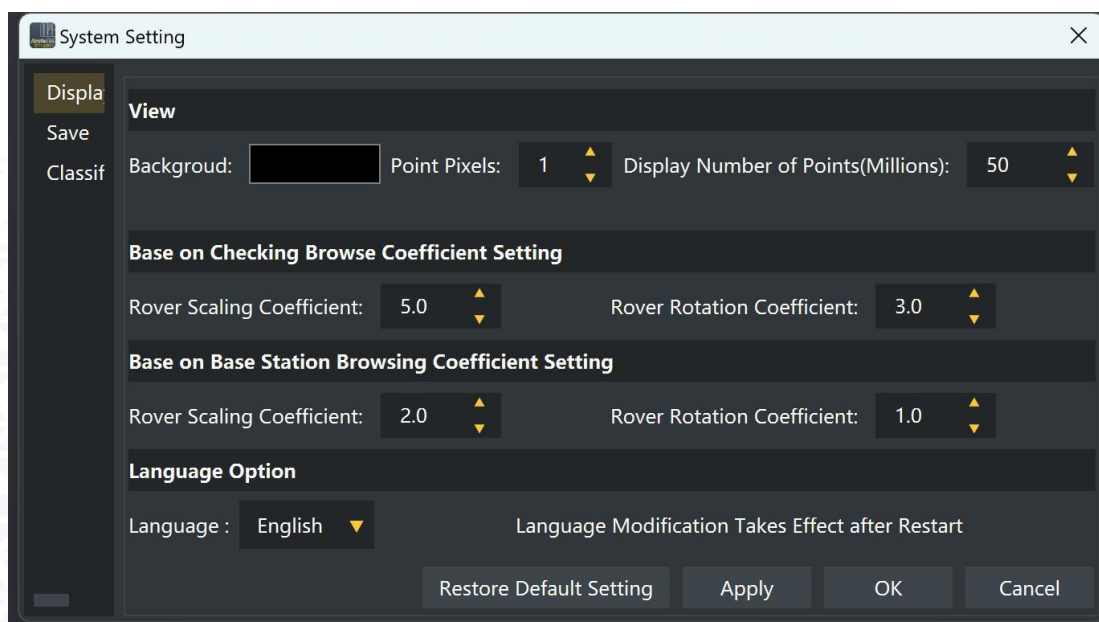 System Setting
Displa
Save
Classif
View
Backgroud: Point Pixels: 1 Display Number of Points(Millions): 50
Base on Checking Browse Coefficient Setting
Rover Scaling Coefficient: 5.0 Rover Rotation Coefficient: 3.0
Base on Base Station Browsing Coefficient Setting
Rover Scaling Coefficient: 2.0 Rover Rotation Coefficient: 1.0
Language Option
Language : English Language Modification Takes Effect after Restart
Restore Default Setting Apply OK Cancel